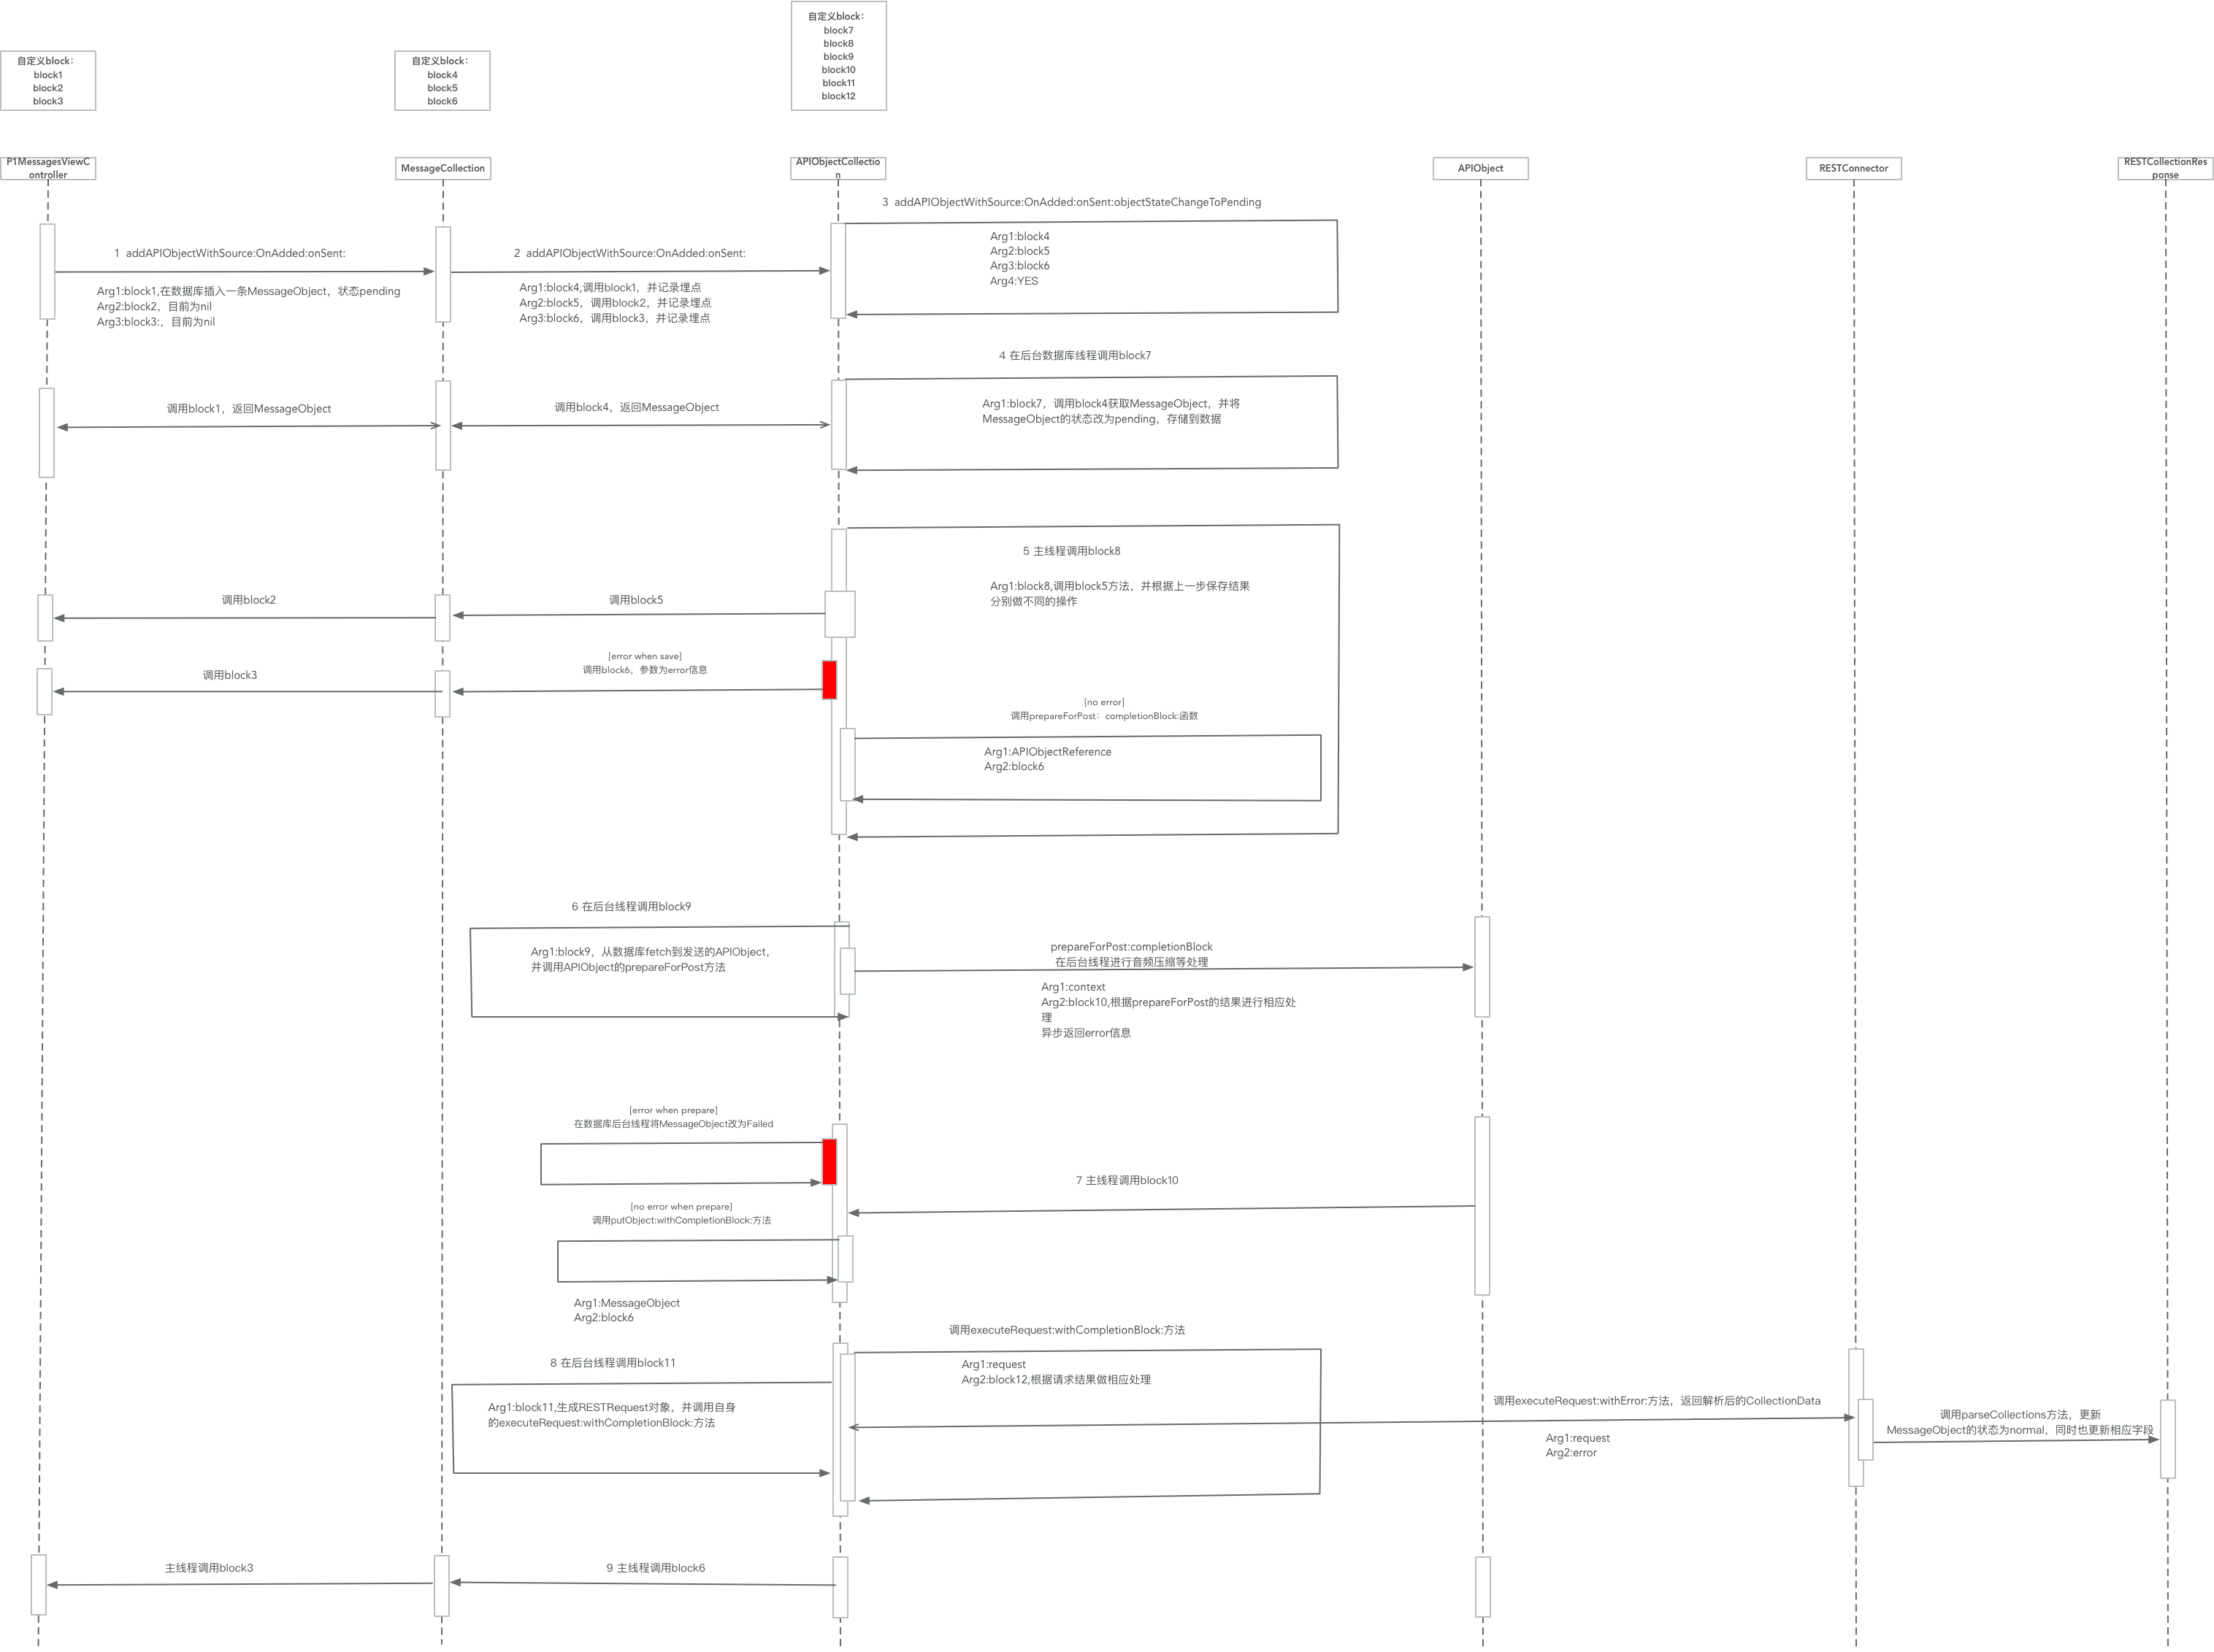 自定义block：
block7
block8
block9
block10
block11
block12
自定义block：
block1
block2
block3
自定义block：
block4
block5
block6
P1MessagesViewC
ontroller
MessageCollection
APIObjectCollectio
n
APIObject
RESTConnector
RESTCollectionRes
ponse
3  addAPIObjectWithSource:OnAdded:onSent:objectStateChangeToPending
Arg1:block4
Arg2:block5
Arg3:block6
Arg4:YES
1  addAPIObjectWithSource:OnAdded:onSent:
Arg1:block1,在数据库插入一条MessageObject，状态pending
Arg2:block2，目前为nil
Arg3:block3:，目前为nil
2  addAPIObjectWithSource:OnAdded:onSent:
Arg1:block4,调用block1，并记录埋点
Arg2:block5，调用block2，并记录埋点
Arg3:block6，调用block3，并记录埋点
4 在后台数据库线程调用block7
Arg1:block7，调用block4获取MessageObject，并将
MessageObject的状态改为pending，存储到数据
调用block1，返回MessageObject
调用block4，返回MessageObject
5 主线程调用block8
Arg1:block8,调用block5方法，并根据上一步保存结果
分别做不同的操作
调用block2
调用block5
[error when save]
调用block6，参数为error信息
调用block3
[no error]
调用prepareForPost：completionBlock:函数
Arg1:APIObjectReference
Arg2:block6
6 在后台线程调用block9
Arg1:block9，从数据库fetch到发送的APIObject，
并调用APIObject的prepareForPost方法
prepareForPost:completionBlock
在后台线程进行音频压缩等处理
Arg1:context
Arg2:block10,根据prepareForPost的结果进行相应处
理
异步返回error信息
[error when prepare]
在数据库后台线程将MessageObject改为Failed
7 主线程调用block10
[no error when prepare]
调用putObject:withCompletionBlock:方法
Arg1:MessageObject
Arg2:block6
调用executeRequest:withCompletionBlock:方法
Arg1:request
Arg2:block12,根据请求结果做相应处理
8 在后台线程调用block11
Arg1:block11,生成RESTRequest对象，并调用自身
的executeRequest:withCompletionBlock:方法
调用executeRequest:withError:方法，返回解析后的CollectionData
Arg1:request
Arg2:error
调用parseCollections方法，更新
MessageObject的状态为normal，同时也更新相应字段
主线程调用block3
9 主线程调用block6